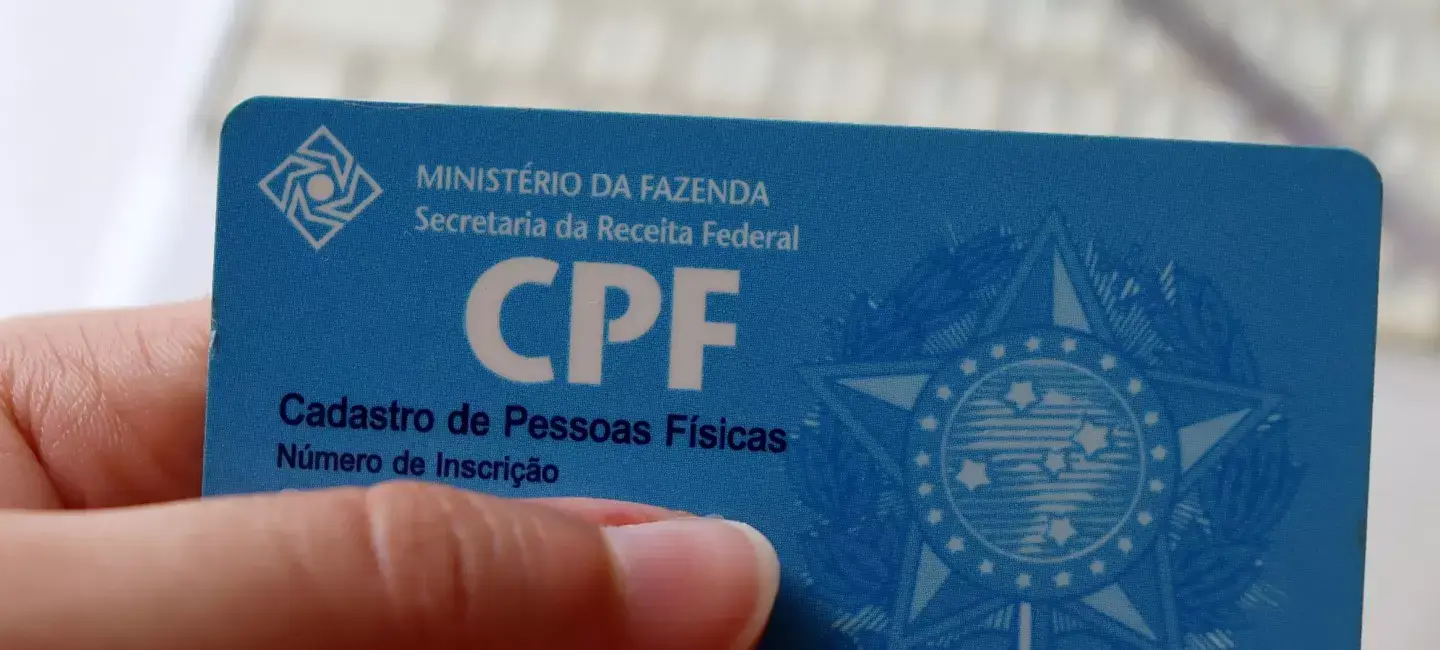 MINISTÉRIO DA FAZENDA
Secretaria da Receita Federal
CPF
Cadastro de Pessoas Físicas
Número de Inscrição